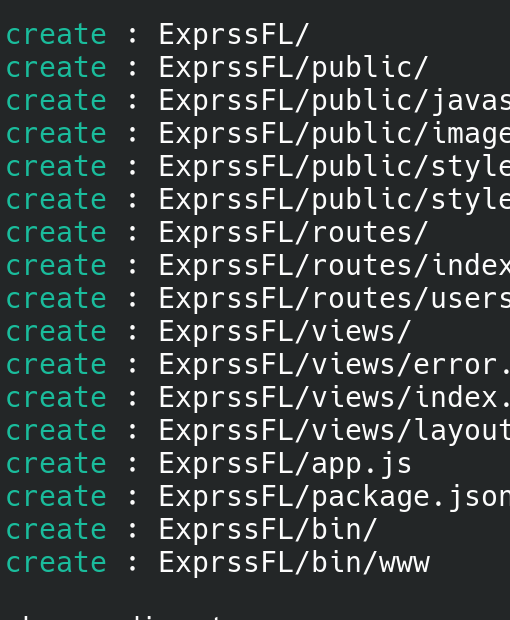 create : ExprssFL/
create : ExprssFL/public/
create : ExprssFL/public/javas
create : ExprssFL/public/image
create : ExprssFL/public/style
create : ExprssFL/public/style
create : ExprssFL/routes/
create : ExprssFL/routes/index
create : ExprssFL/routes/users
create : ExprssFL/views/
create : ExprssFL/views/error.
create : ExprssFL/views/index.
create : ExprssFL/views/layout
create : ExprssFL/app.js
create : ExprssFL/package.json
create : ExprssFL/bin/
create : ExprssFL/bin/www